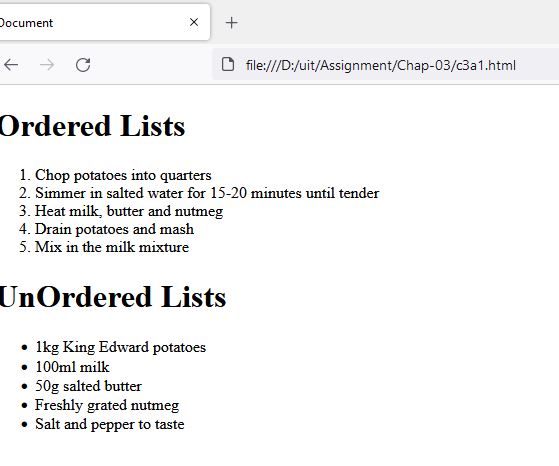 Document
file:///D:/uit/Assignment/Chap-03/c3a1.html
Ordered Lists
1. Chop potatoes into quarters
2. Simmer in salted water for 15-20 minutes until tender
3. Heat milk, butter and nutmeg
4. Drain potatoes and mash
5. Mix in the milk mixture
UnOrdered Lists
• 1kg King Edward potatoes
• 100ml milk
• 50g salted butter
• Freshly grated nutmeg
• Salt and pepper to taste